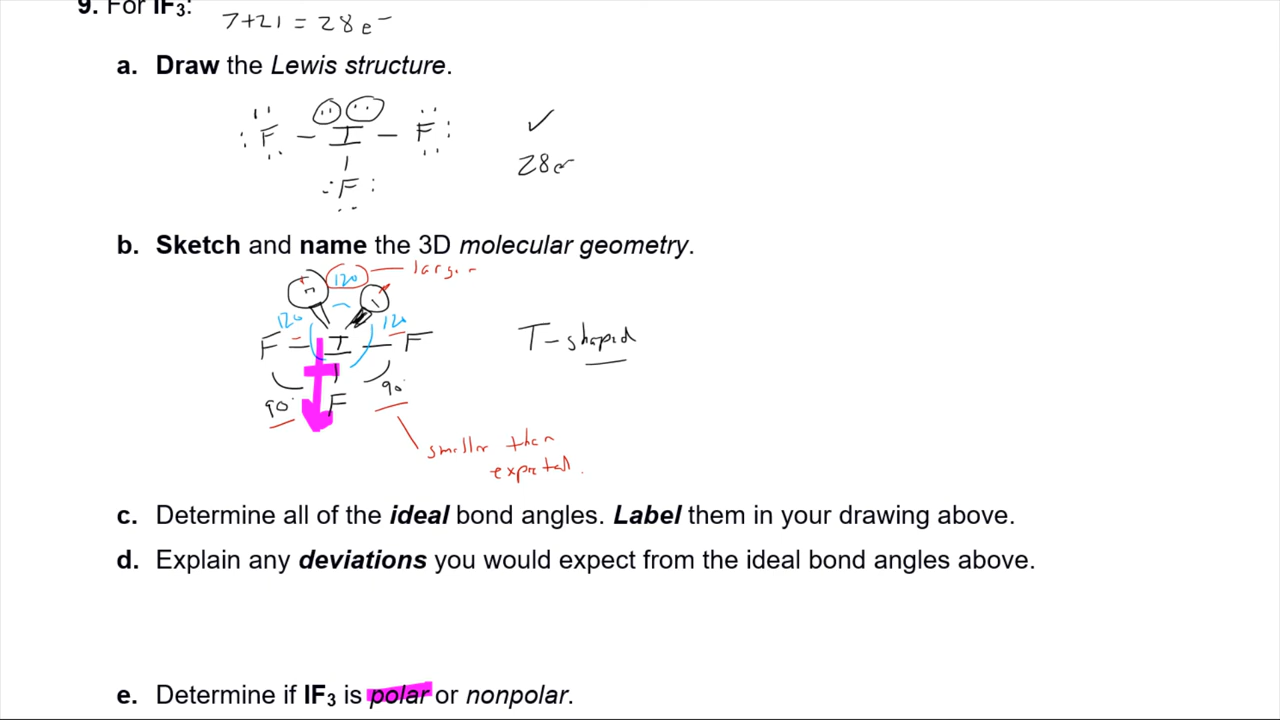 9. For IF₃:
7+21 = 28e⁻
a. Draw the Lewis structure.
F - I - F
F
✓
28e⁻
b. Sketch and name the 3D molecular geometry.
120 larger
120 120
F - I - F
T-shaped
90° F 90°
smaller than
expected.
c. Determine all of the ideal bond angles. Label them in your drawing above.
d. Explain any deviations you would expect from the ideal bond angles above.
e. Determine if IF₃ is polar or nonpolar.